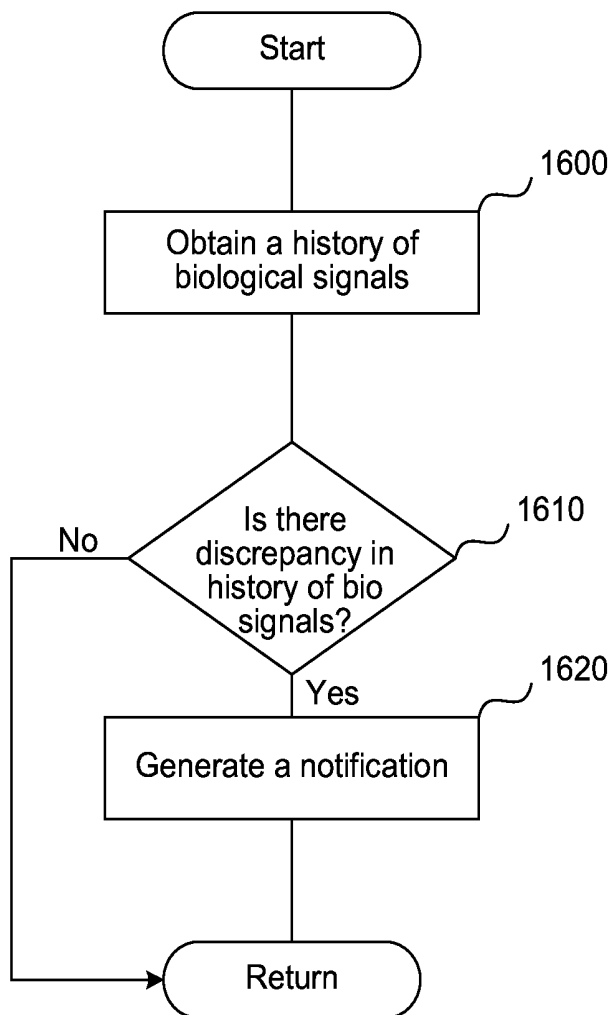 Start
1600
Obtain a history of
biological signals
1610
Is there
discrepancy in
history of bio
signals?
No
Yes
1620
Generate a notification
Return